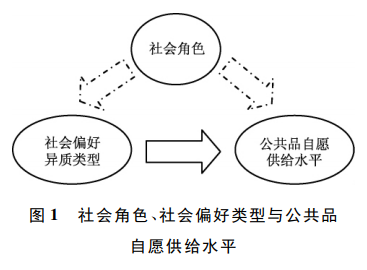 社会角色
社会偏好
异质类型
公共品自愿
供给水平
图1 社会角色、社会偏好类型与公共品
自愿供给水平